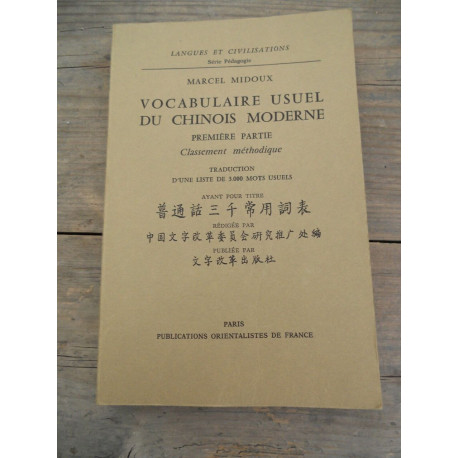 LANGUES ET CIVILISATIONS
Série Pédagogie
MARCEL MIDOUX
VOCABULAIRE USUEL
DU CHINOIS MODERNE
PREMIÈRE PARTIE
Classement méthodique
TRADUCTION
D'UNE LISTE DE 3.000 MOTS USUELS
AYANT POUR TITRE
普通話三千常用詞表
RÉDIGÉE PAR
中国文字改革委員会研究推广处編
PUBLIÉE PAR
文字改革出版社
PARIS
PUBLICATIONS ORIENTALISTES DE FRANCE